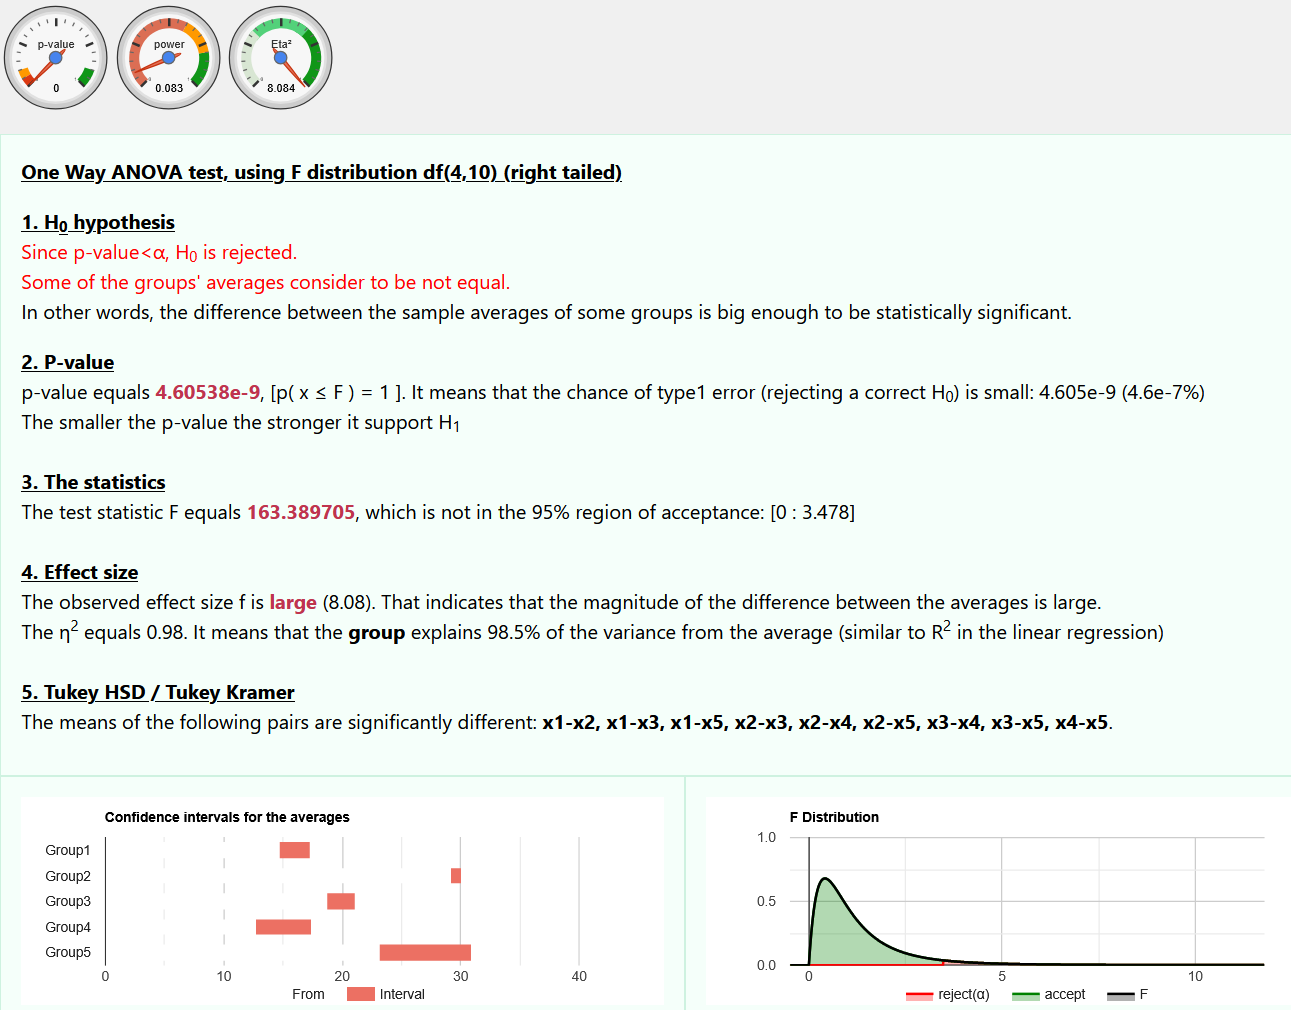 p-value
power
Eta²
0
0.083
8.084
One Way ANOVA test, using F distribution df(4,10) (right tailed)
1. H₀ hypothesis
Since p-value<α, H₀ is rejected.
Some of the groups' averages consider to be not equal.
In other words, the difference between the sample averages of some groups is big enough to be statistically significant.
2. P-value
p-value equals 4.60538e-9, [p( x ≤ F ) = 1 ]. It means that the chance of type1 error (rejecting a correct H₀) is small: 4.605e-9 (4.6e-7%)
The smaller the p-value the stronger it support H₁
3. The statistics
The test statistic F equals 163.389705, which is not in the 95% region of acceptance: [0 : 3.478]
4. Effect size
The observed effect size f is large (8.08). That indicates that the magnitude of the difference between the averages is large.
The η² equals 0.98. It means that the group explains 98.5% of the variance from the average (similar to R² in the linear regression)
5. Tukey HSD / Tukey Kramer
The means of the following pairs are significantly different: x1-x2, x1-x3, x1-x5, x2-x3, x2-x4, x2-x5, x3-x4, x3-x5, x4-x5.
Confidence intervals for the averages
Group1
Group2
Group3
Group4
Group5
0 10 20 30 40
From Interval
F Distribution
1.0
0.5
0.0
0 5 10
reject(α) accept F